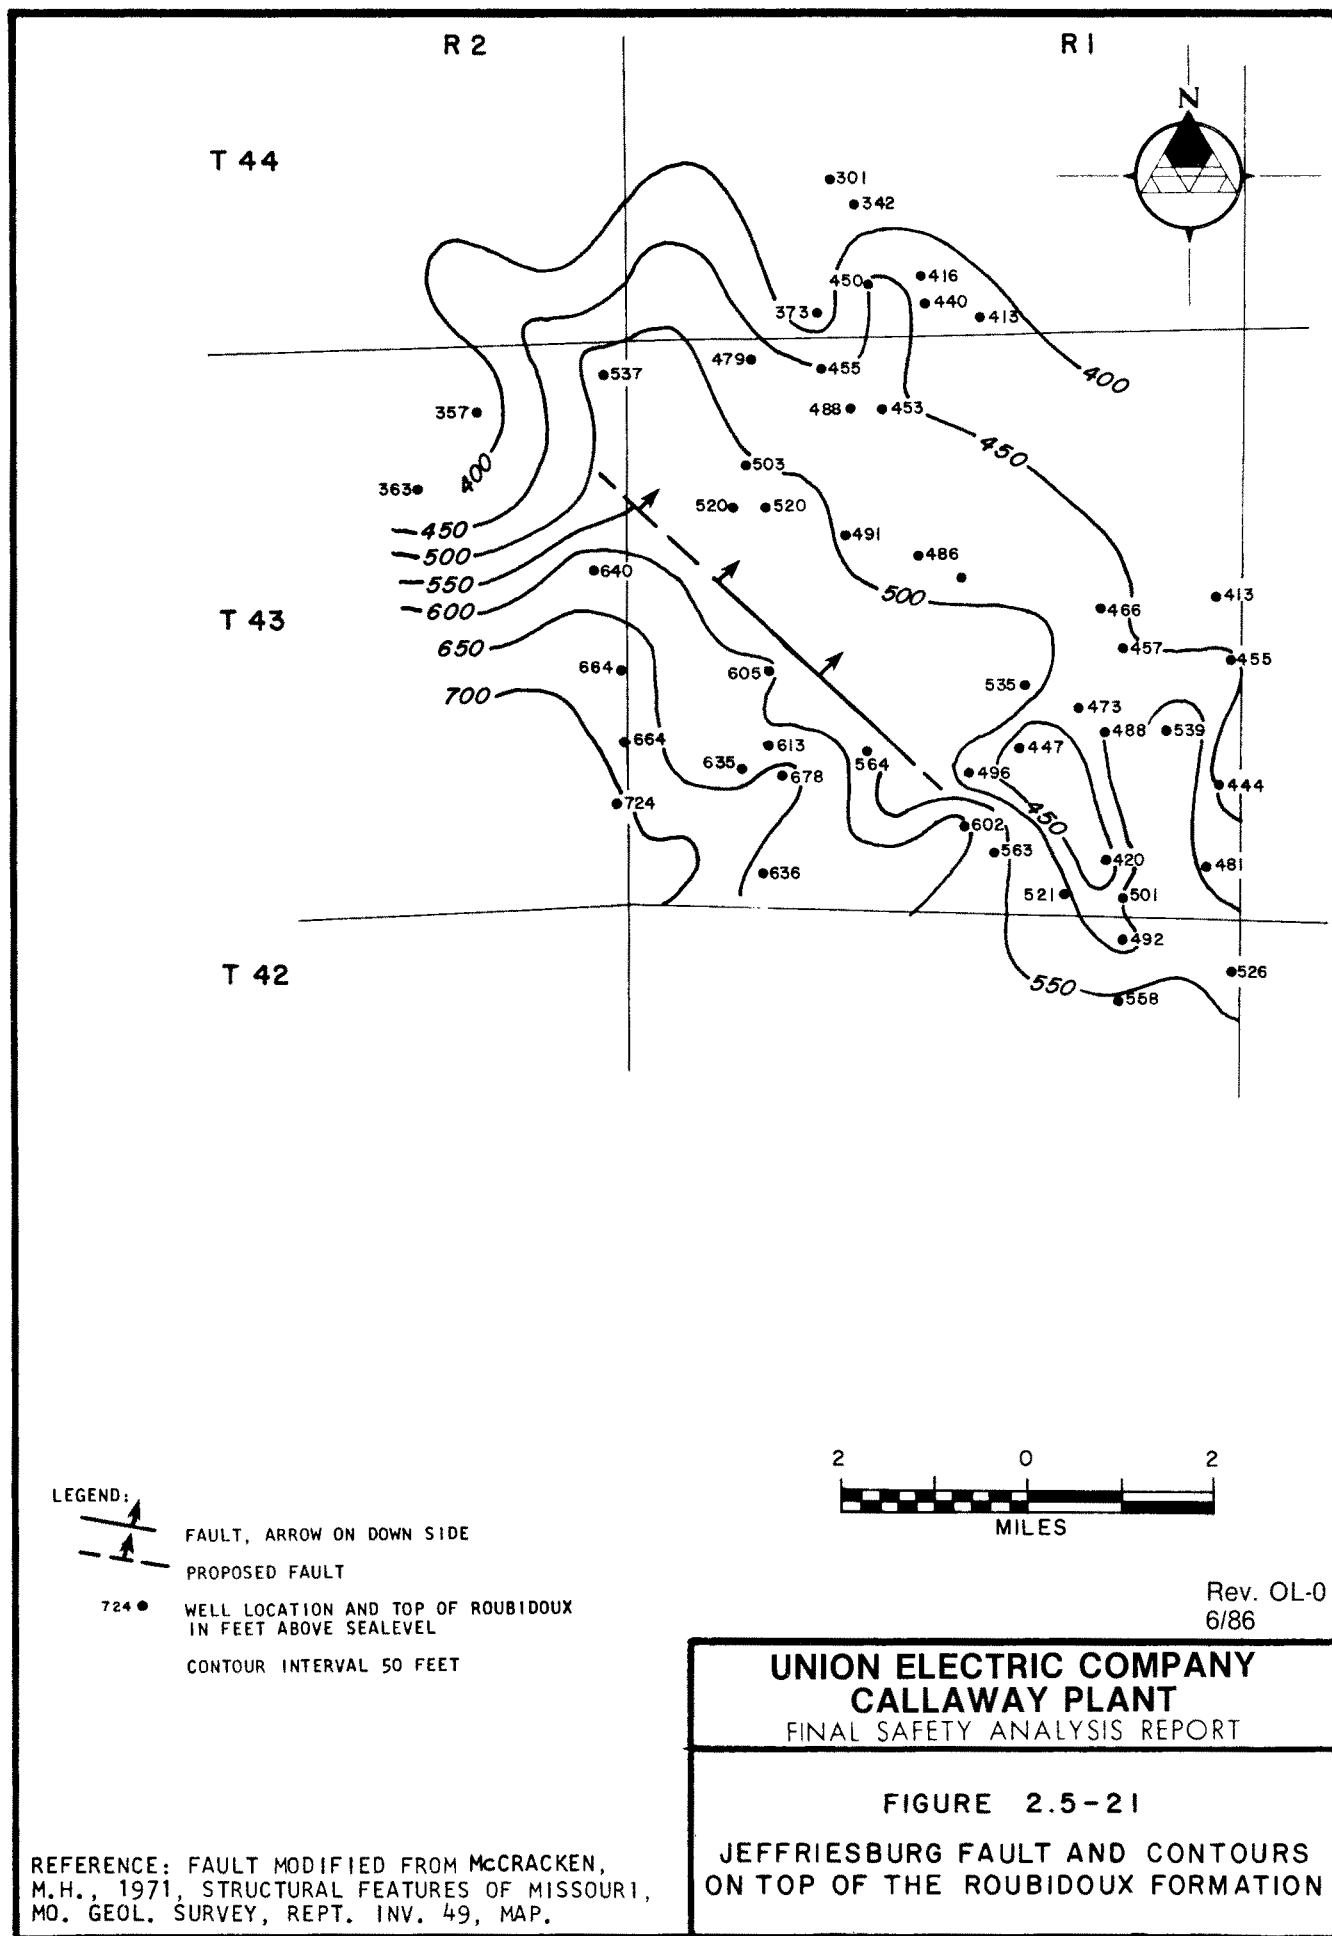 R 2
R 1
N
T 44
301
342
450
416
373
440
413
400
479
455
537
357
488
453
450
503
400
363
520
520
450
491
500
486
550
640
500
600
413
T 43
466
650
457
455
664
605
700
535
473
664
613
447
488
539
635
564
496
678
444
724
450
602
563
420
481
636
521
501
492
T 42
526
550
558
2 0 2
MILES
LEGEND:
FAULT, ARROW ON DOWN SIDE
PROPOSED FAULT
724 WELL LOCATION AND TOP OF ROUBIDOUX
IN FEET ABOVE SEALEVEL
CONTOUR INTERVAL 50 FEET
Rev. OL-0
6/86
UNION ELECTRIC COMPANY
CALLAWAY PLANT
FINAL SAFETY ANALYSIS REPORT
FIGURE 2.5-21
JEFFRIESBURG FAULT AND CONTOURS
ON TOP OF THE ROUBIDOUX FORMATION
REFERENCE: FAULT MODIFIED FROM McCRACKEN,
M.H., 1971, STRUCTURAL FEATURES OF MISSOURI,
MO. GEOL. SURVEY, REPT. INV. 49, MAP.